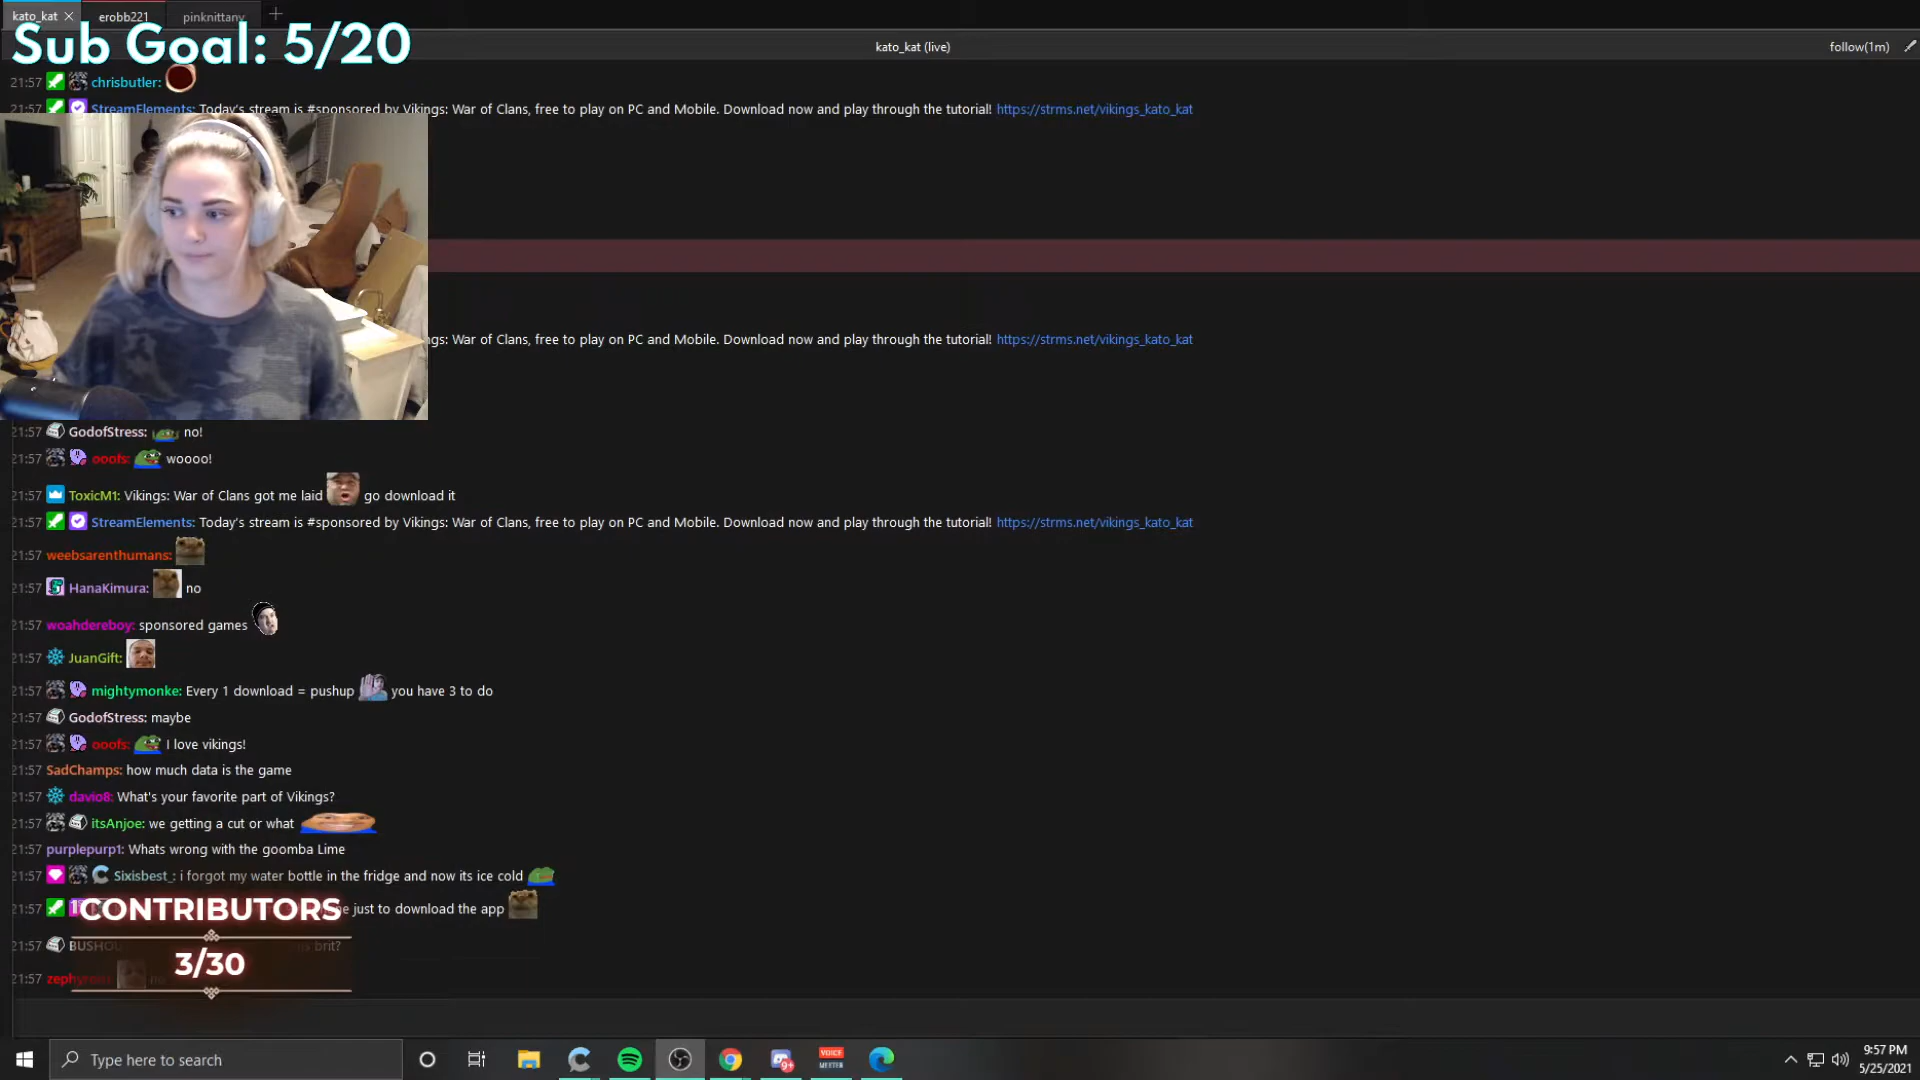 kato_kat
erobb221
pinknittany
Sub Goal: 5/20
kato_kat (live)
follow(1m)
21:57 chrisbutler:
21:57 StreamElements: Today's stream is #sponsored by Vikings: War of Clans, free to play on PC and Mobile. Download now and play through the tutorial! https://strms.net/vikings_kato_kat
ngs: War of Clans, free to play on PC and Mobile. Download now and play through the tutorial! https://strms.net/vikings_kato_kat
21:57 GodofStress: no!
21:57 ooofs: woooo!
21:57 ToxicM1: Vikings: War of Clans got me laid go download it
21:57 StreamElements: Today's stream is #sponsored by Vikings: War of Clans, free to play on PC and Mobile. Download now and play through the tutorial! https://strms.net/vikings_kato_kat
21:57 weebsarenthumans:
21:57 HanaKimura: no
21:57 woahdereboy: sponsored games
21:57 JuanGift:
21:57 mightymonke: Every 1 download = pushup you have 3 to do
21:57 GodofStress: maybe
21:57 ooofs: I love vikings!
21:57 SadChamps: how much data is the game
21:57 davio8: What's your favorite part of Vikings?
21:57 itsAnjoe: we getting a cut or what
21:57 purplepurp1: Whats wrong with the goomba Lime
21:57 Sixisbest_: i forgot my water bottle in the fridge and now its ice cold
21:57 just to download the app
CONTRIBUTORS
21:57 brit?
3/30
21:57
Type here to search
9+
VOICE
MEETER
9:57 PM
5/25/2021